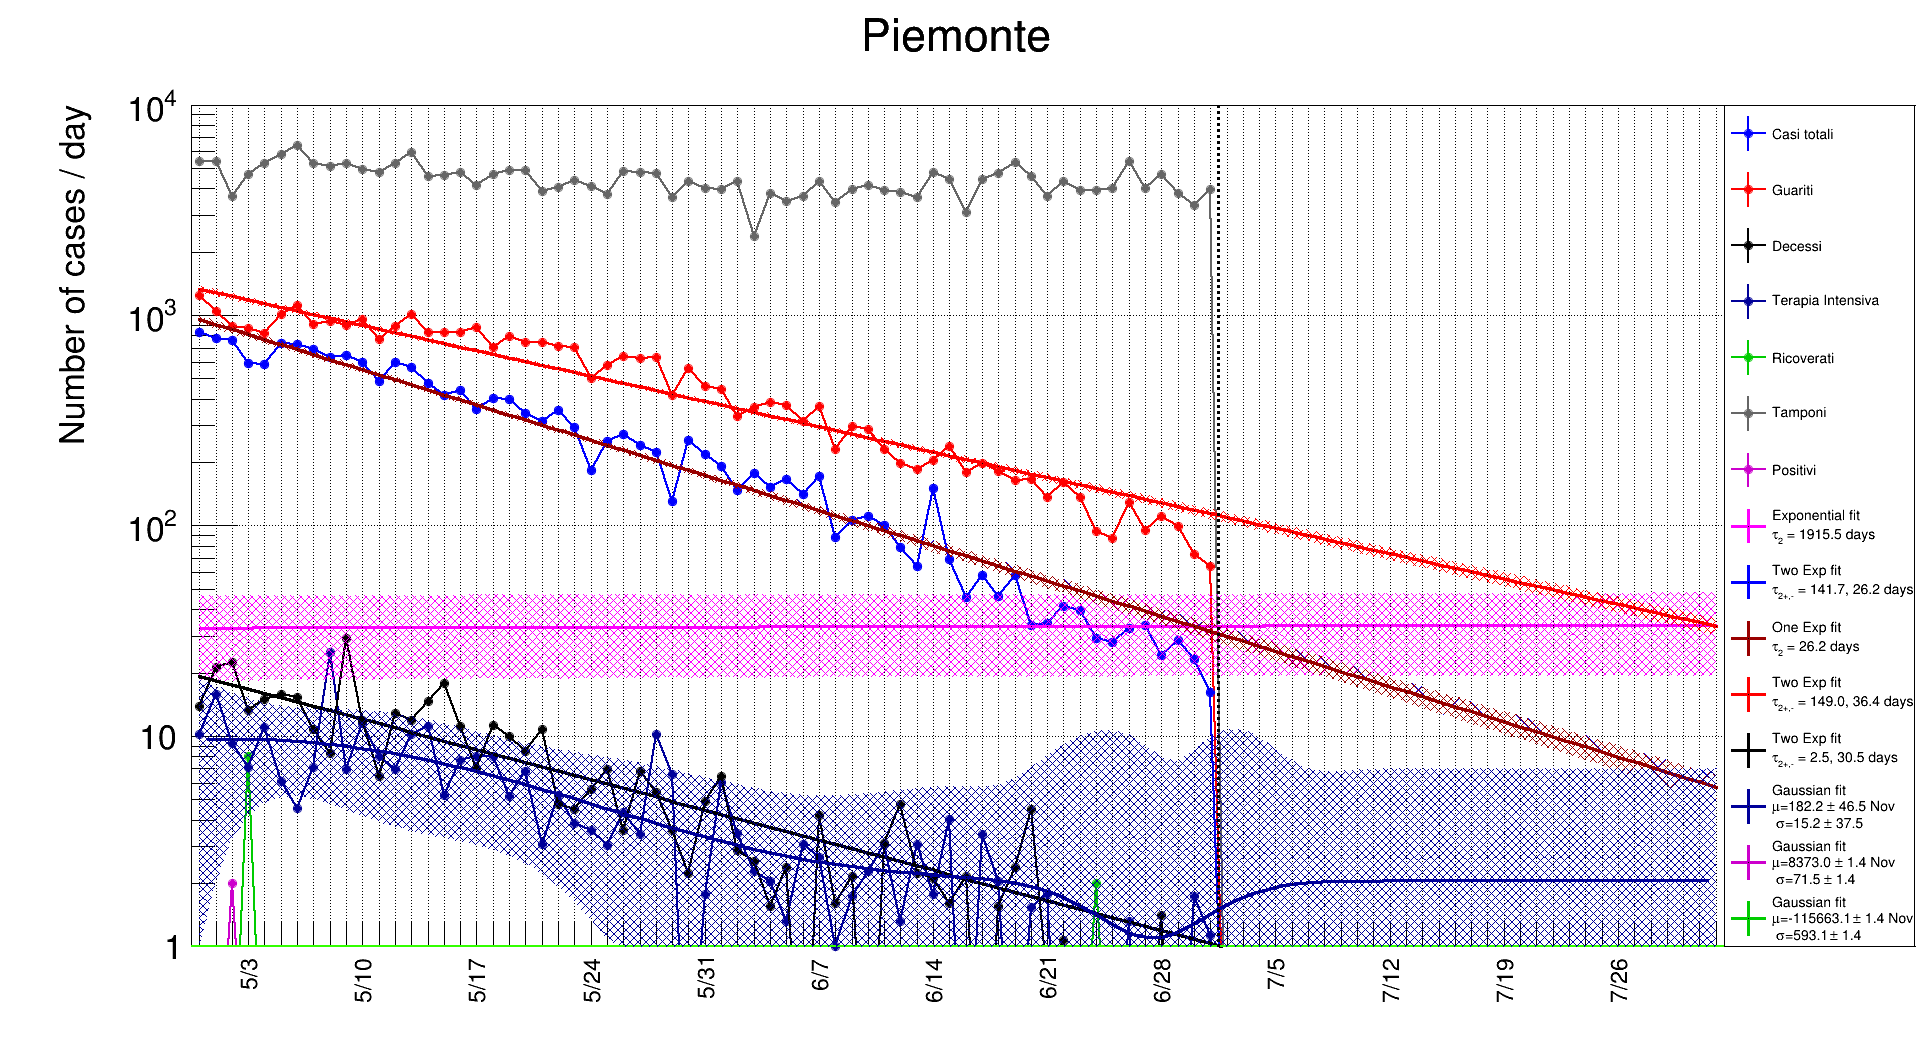 Piemonte
Number of cases / day
10^4
10^3
10^2
10
1
5/3
5/10
5/17
5/24
5/31
6/7
6/14
6/21
6/28
7/5
7/12
7/19
7/26
Casi totali
Guariti
Decessi
Terapia Intensiva
Ricoverati
Tamponi
Positivi
Exponential fit
τ2 = 1915.5 days
Two Exp fit
τ2+,- = 141.7, 26.2 days
One Exp fit
τ2 = 26.2 days
Two Exp fit
τ2+,- = 149.0, 36.4 days
Two Exp fit
τ2+,- = 2.5, 30.5 days
Gaussian fit
μ=182.2 ± 46.5 Nov
σ=15.2 ± 37.5
Gaussian fit
μ=8373.0 ± 1.4 Nov
σ=71.5 ± 1.4
Gaussian fit
μ=-115663.1 ± 1.4 Nov
σ=593.1 ± 1.4